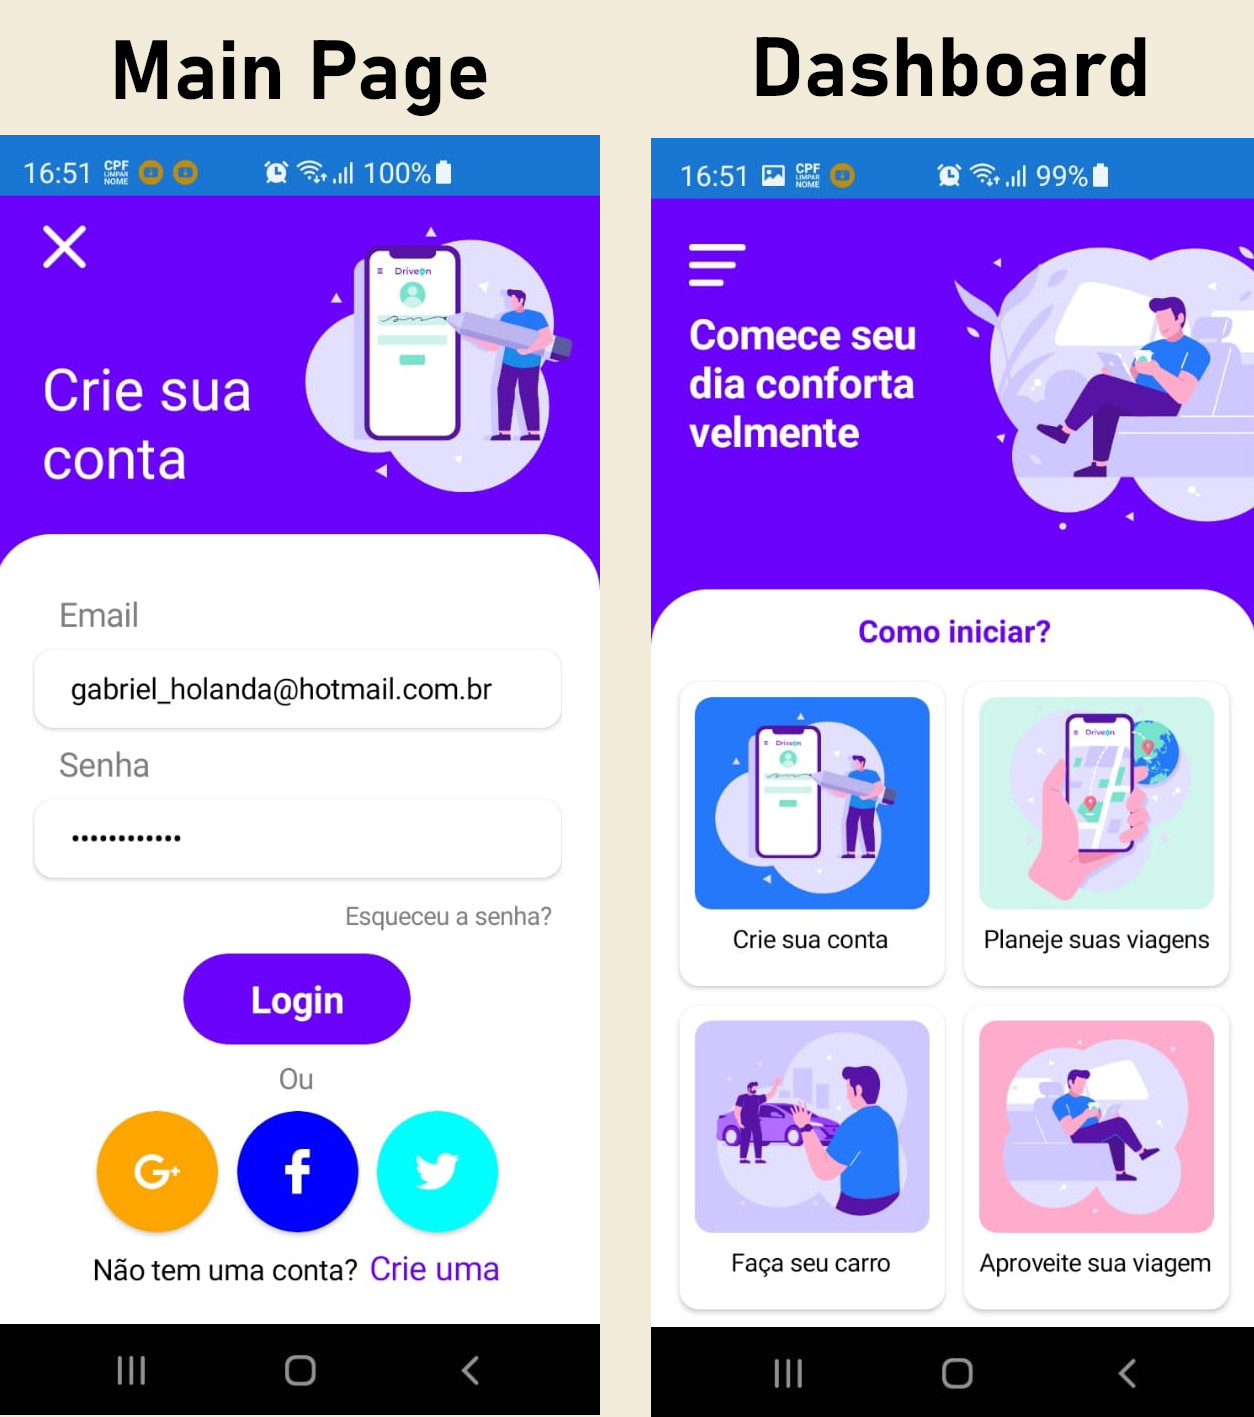 Main Page
16:51 CPF LIMPAR NOME 100%
DriveOn
Crie sua
conta
Email
gabriel_holanda@hotmail.com.br
Senha
••••••••••••
Esqueceu a senha?
Login
Ou
G+ f
Não tem uma conta? Crie uma
Dashboard
16:51 CPF LIMPAR NOME 99%
Comece seu
dia conforta
velmente
Como iniciar?
DriveOn
Crie sua conta
DriveOn
Planeje suas viagens
Faça seu carro
Aproveite sua viagem